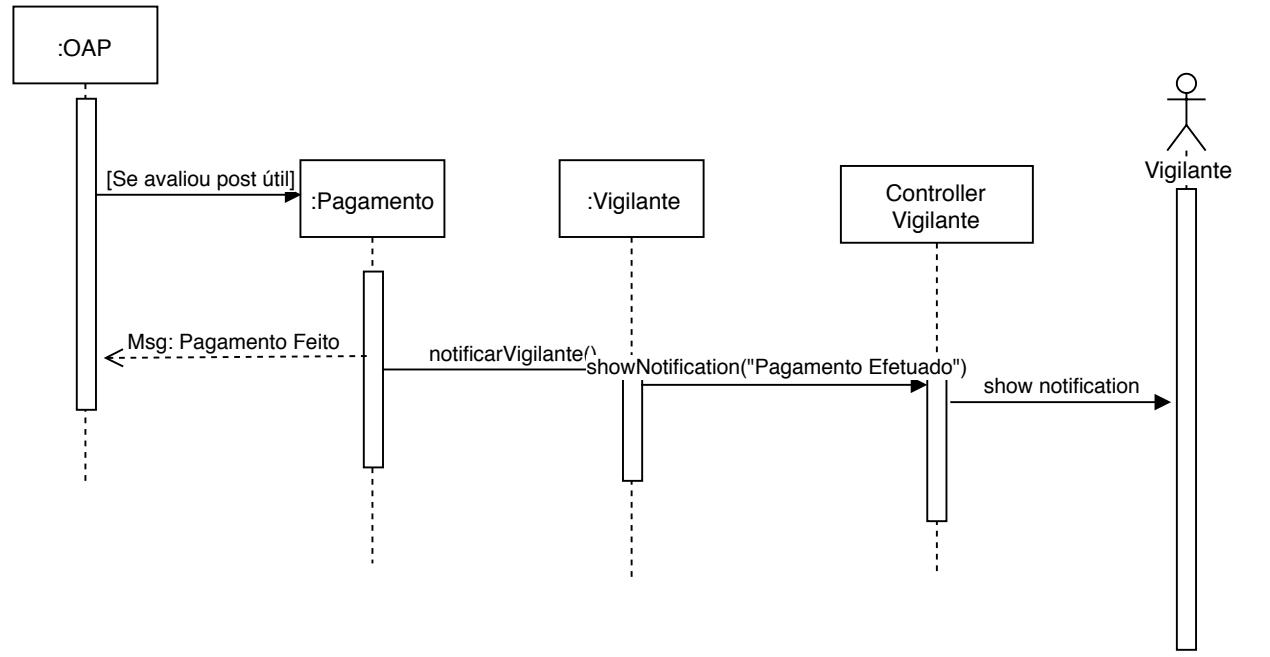 :OAP
Vigilante
[Se avaliou post útil]
:Pagamento
:Vigilante
Controller
Vigilante
Msg: Pagamento Feito
notificarVigilante()
showNotification("Pagamento Efetuado")
show notification